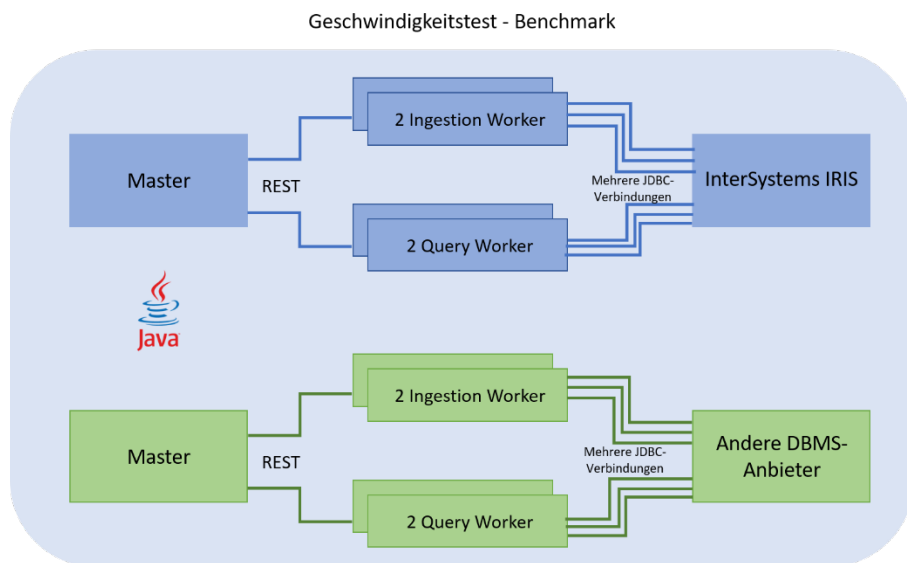 Geschwindigkeitstest - Benchmark
2 Ingestion Worker
Master
REST
Mehrere JDBC-
Verbindungen
InterSystems IRIS
2 Query Worker
Java
2 Ingestion Worker
Master
REST
Mehrere JDBC-
Verbindungen
Andere DBMS-
Anbieter
2 Query Worker